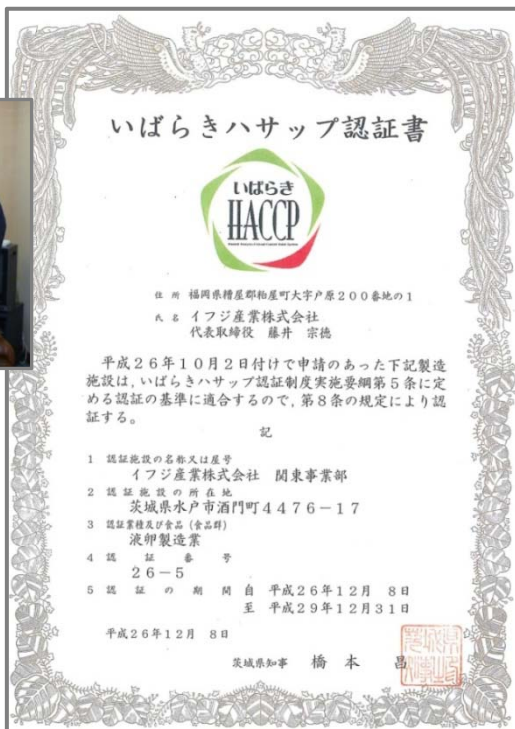 いばらきハサップ認証書
いばらき
HACCP
住 所 福岡県糟屋郡粕屋町大字戸原200番地の1
氏 名 イフジ産業株式会社
代表取締役 藤井 宗徳
平成26年10月2日付けで申請のあった下記製造
施設は,いばらきハサップ認証制度実施要綱第5条に定
める認証の基準に適合するので,第8条の規定により認
証する。
記
1 認証施設の名称又は屋号
イフジ産業株式会社 関東事業部
2 認証施設の所在地
茨城県水戸市酒門町4476-17
3 認証業種及び食品(食品群)
液卵製造業
4 認 証 番 号
26-5
5 認 証 の 期 間 自 平成26年12月 8日
至 平成29年12月31日
平成26年12月 8日
茨城県知事 橋 本 昌